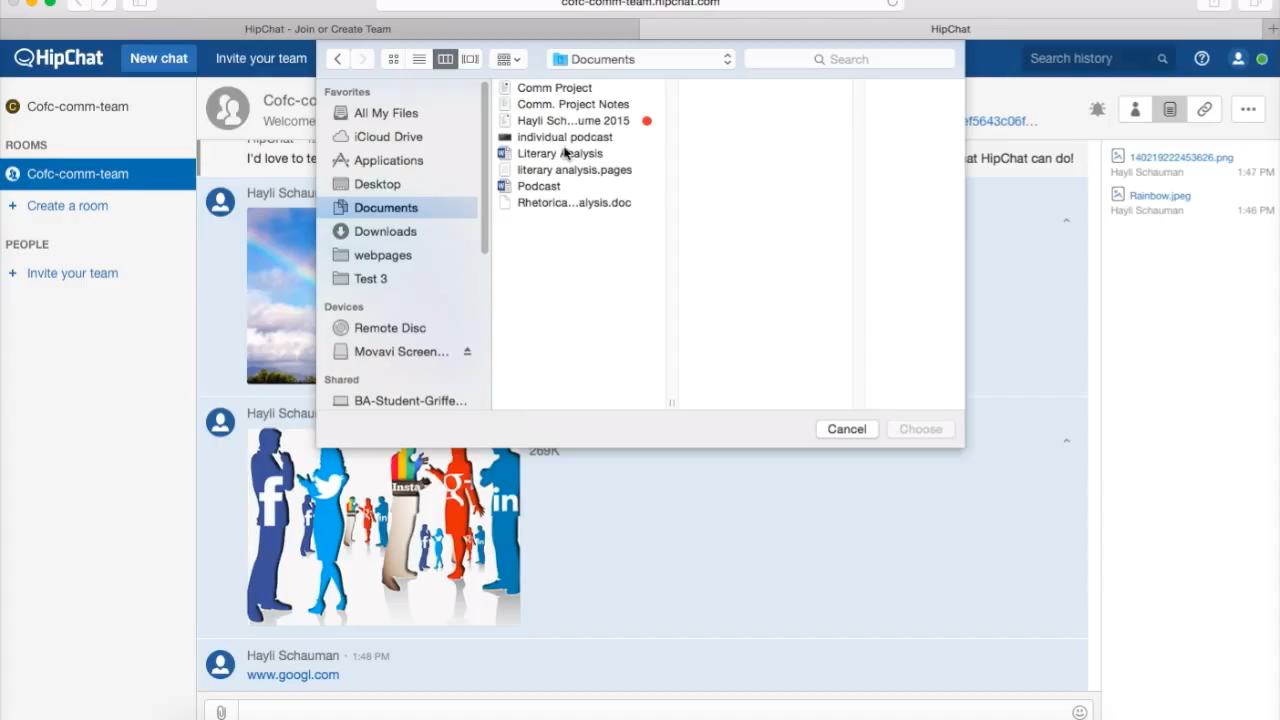 cofc-comm-team.hipchat.com
HipChat - Join or Create Team
HipChat
HipChat
New chat
Invite your team
Documents
Search
Search history
Cofc-comm-team
ROOMS
Cofc-comm-team
+ Create a room
PEOPLE
+ Invite your team
Cofc-co
Welcome
ef5643c06f...
I'd love to te
at HipChat can do!
Hayli Schau
Favorites
All My Files
iCloud Drive
Applications
Desktop
Documents
Downloads
webpages
Test 3
Devices
Remote Disc
Movavi Screen...
Shared
BA-Student-Griffe...
Comm Project
Comm. Project Notes
Hayli Sch...ume 2015
individual podcast
Literary Analysis
literary analysis.pages
Podcast
Rhetorica...alysis.doc
Cancel
Choose
140219222453626.png
Hayli Schauman 1:47 PM
Rainbow.jpeg
Hayli Schauman 1:46 PM
Hayli Schau
269K
f
Insta
g+
in
Hayli Schauman · 1:48 PM
www.googl.com